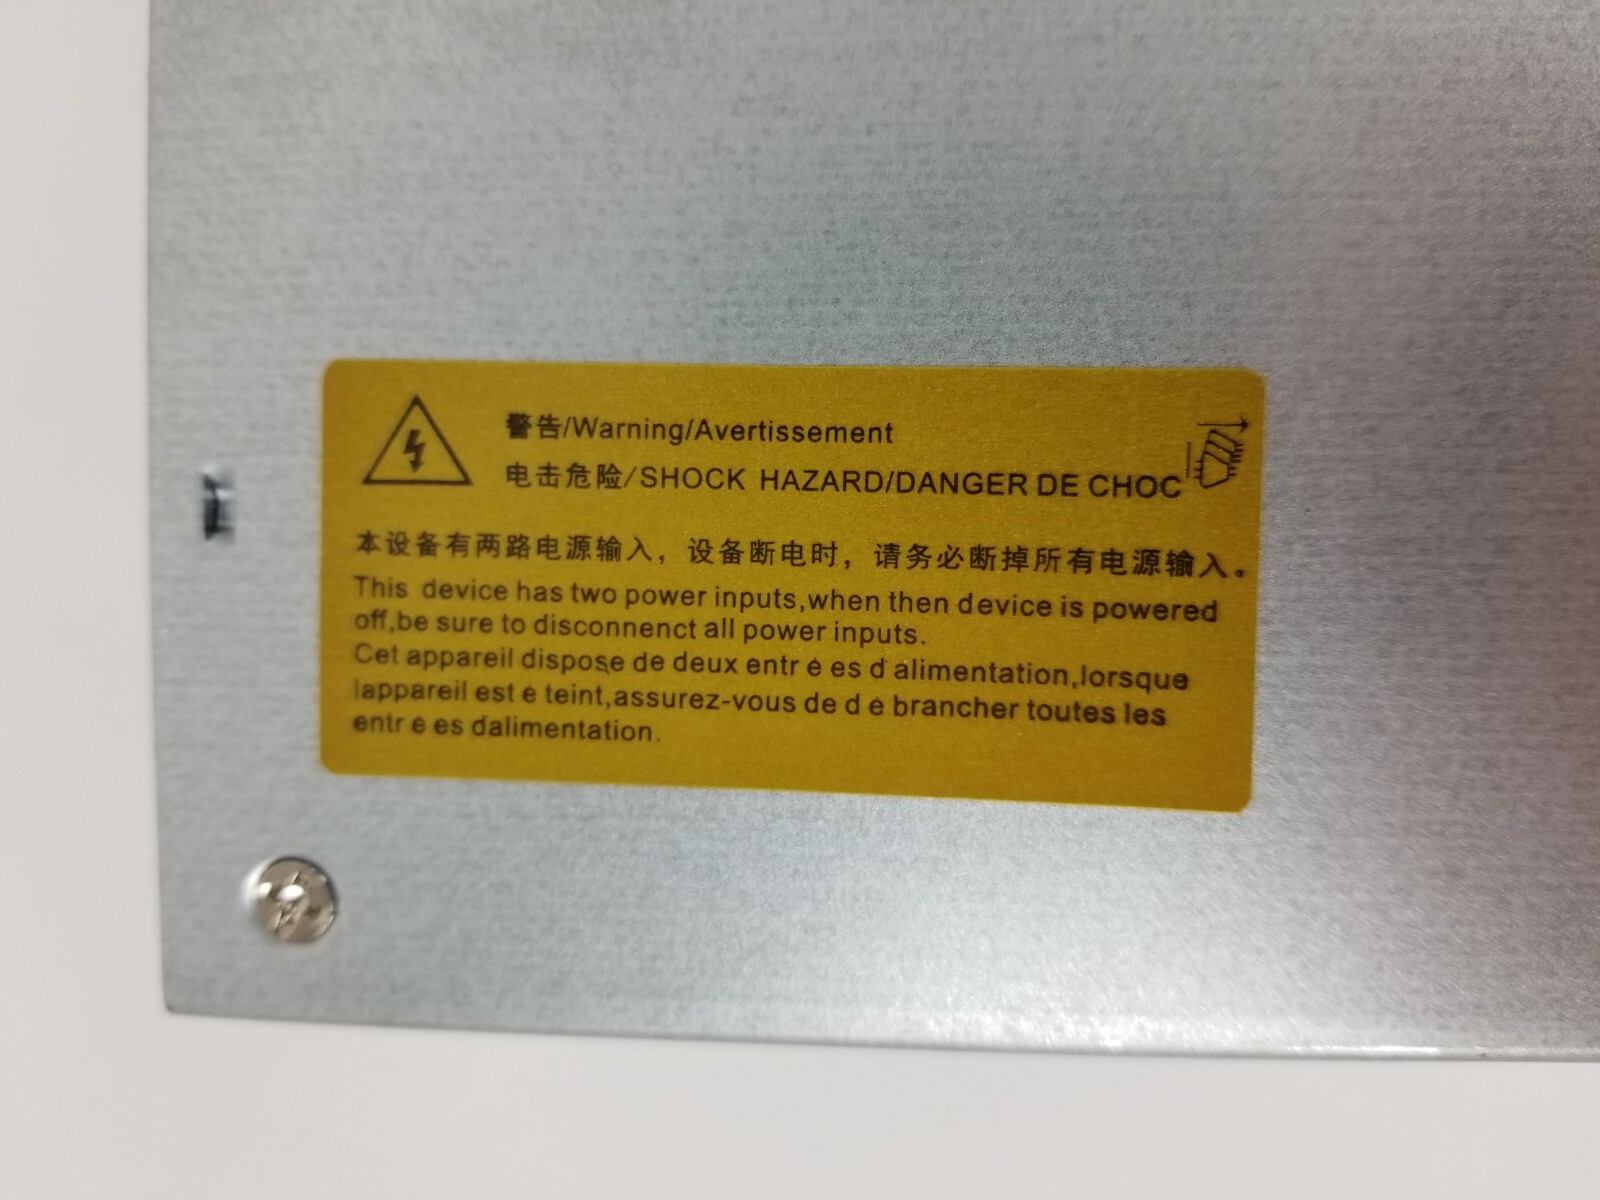 警告/Warning/Avertissement
电击危险/SHOCK HAZARD/DANGER DE CHOC
本设备有两路电源输入，设备断电时，请务必断掉所有电源输入。
This device has two power inputs,when then device is powered
off,be sure to disconnenct all power inputs.
Cet appareil dispose de deux entr é es d'alimentation,lorsque
lappareil est é teint,assurez-vous de d é brancher toutes les
entr é es dalimentation.